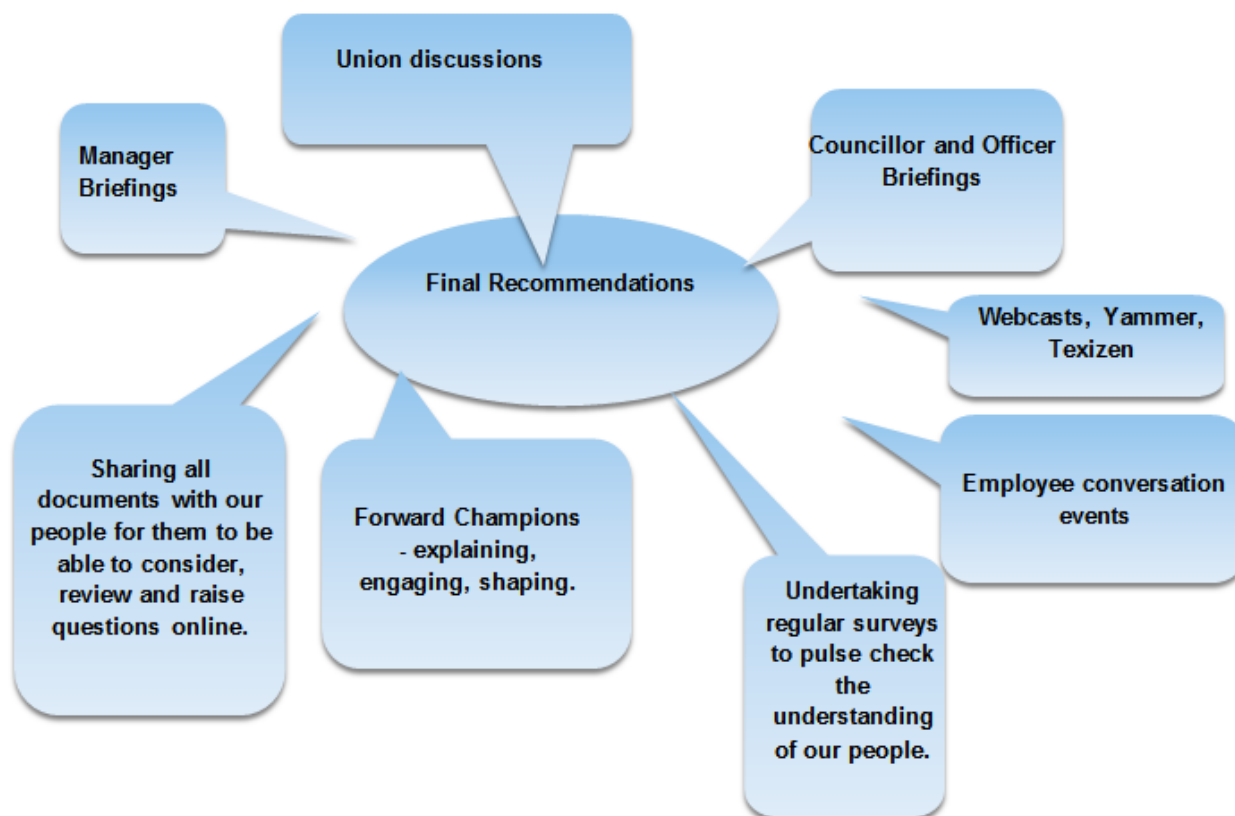 Union discussions
Manager
Briefings
Councillor and Officer
Briefings
Final Recommendations
Webcasts, Yammer,
Texizen
Sharing all
documents with our
people for them to be
able to consider,
review and raise
questions online.
Forward Champions
- explaining,
engaging, shaping.
Employee conversation
events
Undertaking
regular surveys
to pulse check
the
understanding
of our people.